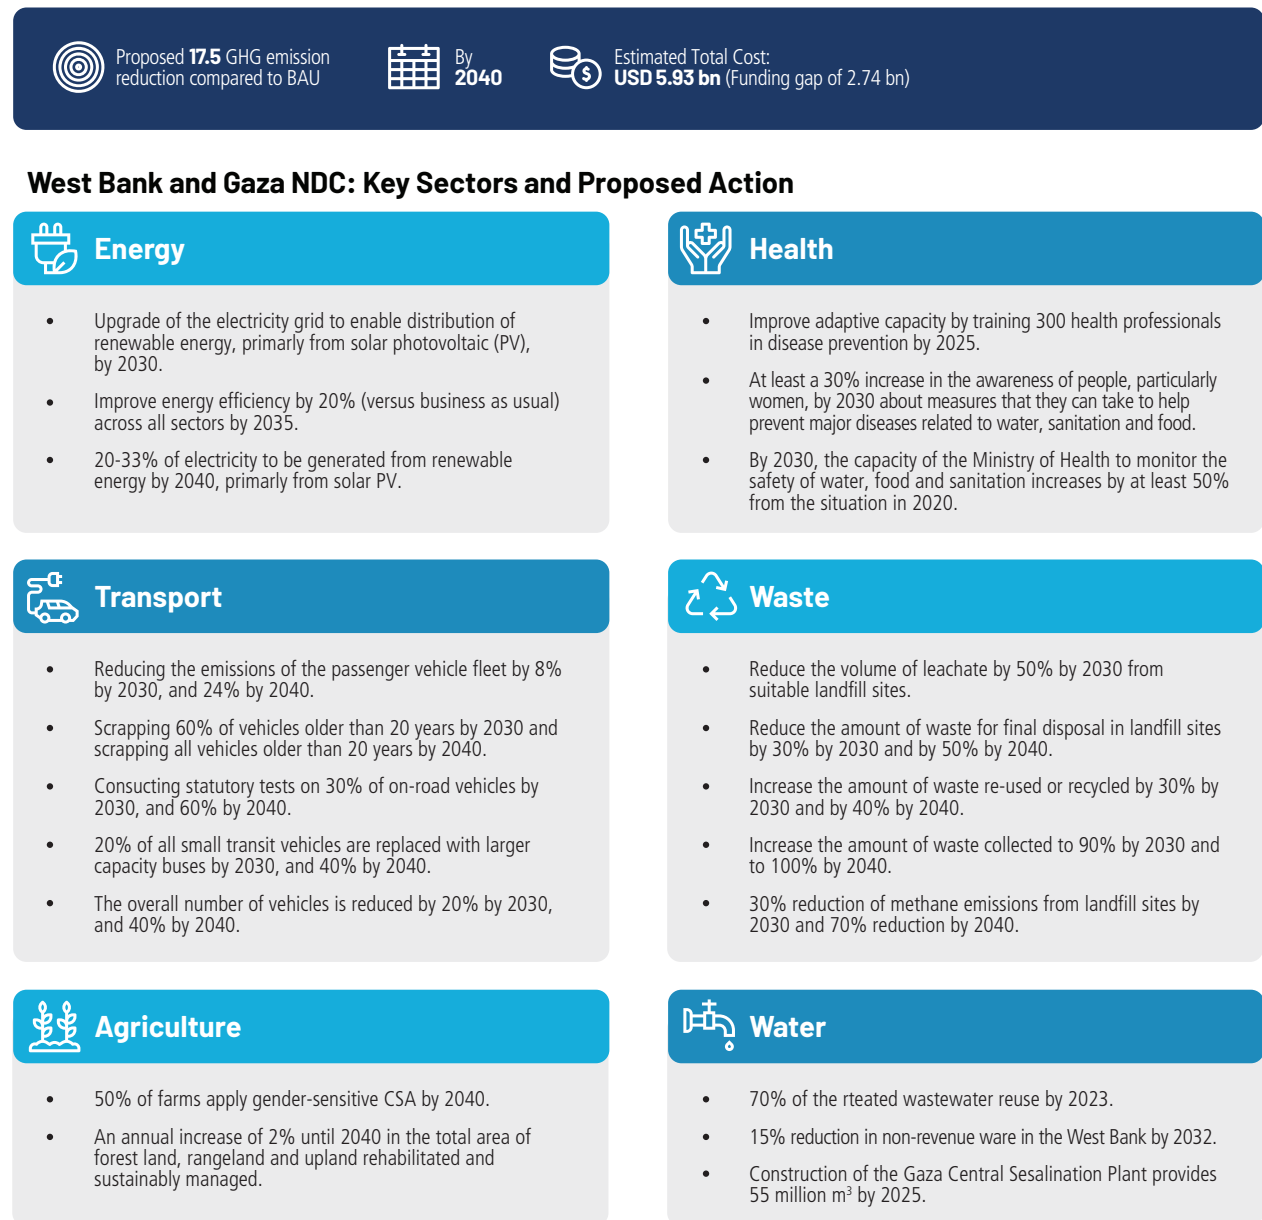 Proposed 17.5 GHG emission
reduction compared to BAU
By
2040
Estimated Total Cost:
USD 5.93 bn (Funding gap of 2.74 bn)
West Bank and Gaza NDC: Key Sectors and Proposed Action
Energy
• Upgrade of the electricity grid to enable distribution of
renewable energy, primarily from solar photovoltaic (PV),
by 2030.
• Improve energy efficiency by 20% (versus business as usual)
across all sectors by 2035.
• 20-33% of electricity to be generated from renewable
energy by 2040, primarily from solar PV.
Health
• Improve adaptive capacity by training 300 health professionals
in disease prevention by 2025.
• At least a 30% increase in the awareness of people, particularly
women, by 2030 about measures that they can take to help
prevent major diseases related to water, sanitation and food.
• By 2030, the capacity of the Ministry of Health to monitor the
safety of water, food and sanitation increases by at least 50%
from the situation in 2020.
Transport
• Reducing the emissions of the passenger vehicle fleet by 8%
by 2030, and 24% by 2040.
• Scrapping 60% of vehicles older than 20 years by 2030 and
scrapping all vehicles older than 20 years by 2040.
• Consucting statutory tests on 30% of on-road vehicles by
2030, and 60% by 2040.
• 20% of all small transit vehicles are replaced with larger
capacity buses by 2030, and 40% by 2040.
• The overall number of vehicles is reduced by 20% by 2030,
and 40% by 2040.
Waste
• Reduce the volume of leachate by 50% by 2030 from
suitable landfill sites.
• Reduce the amount of waste for final disposal in landfill sites
by 30% by 2030 and by 50% by 2040.
• Increase the amount of waste re-used or recycled by 30% by
2030 and by 40% by 2040.
• Increase the amount of waste collected to 90% by 2030 and
to 100% by 2040.
• 30% reduction of methane emissions from landfill sites by
2030 and 70% reduction by 2040.
Agriculture
• 50% of farms apply gender-sensitive CSA by 2040.
• An annual increase of 2% until 2040 in the total area of
forest land, rangeland and upland rehabilitated and
sustainably managed.
Water
• 70% of the rteated wastewater reuse by 2023.
• 15% reduction in non-revenue ware in the West Bank by 2032.
• Construction of the Gaza Central Sesalination Plant provides
55 million m³ by 2025.